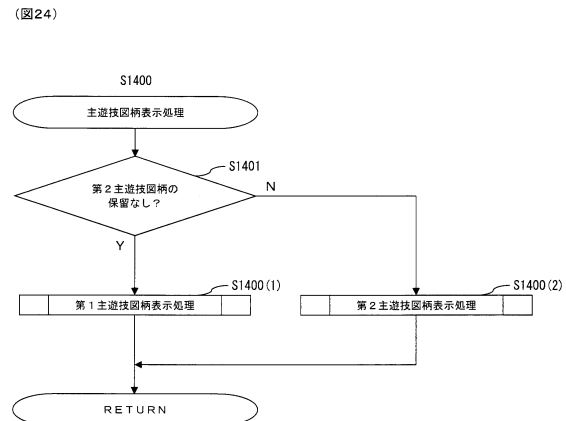 (図24)
S1400
主遊技図柄表示処理
S1401
第2主遊技図柄の
保留なし?
N
Y
S1400(1)
第1主遊技図柄表示処理
S1400(2)
第2主遊技図柄表示処理
RETURN